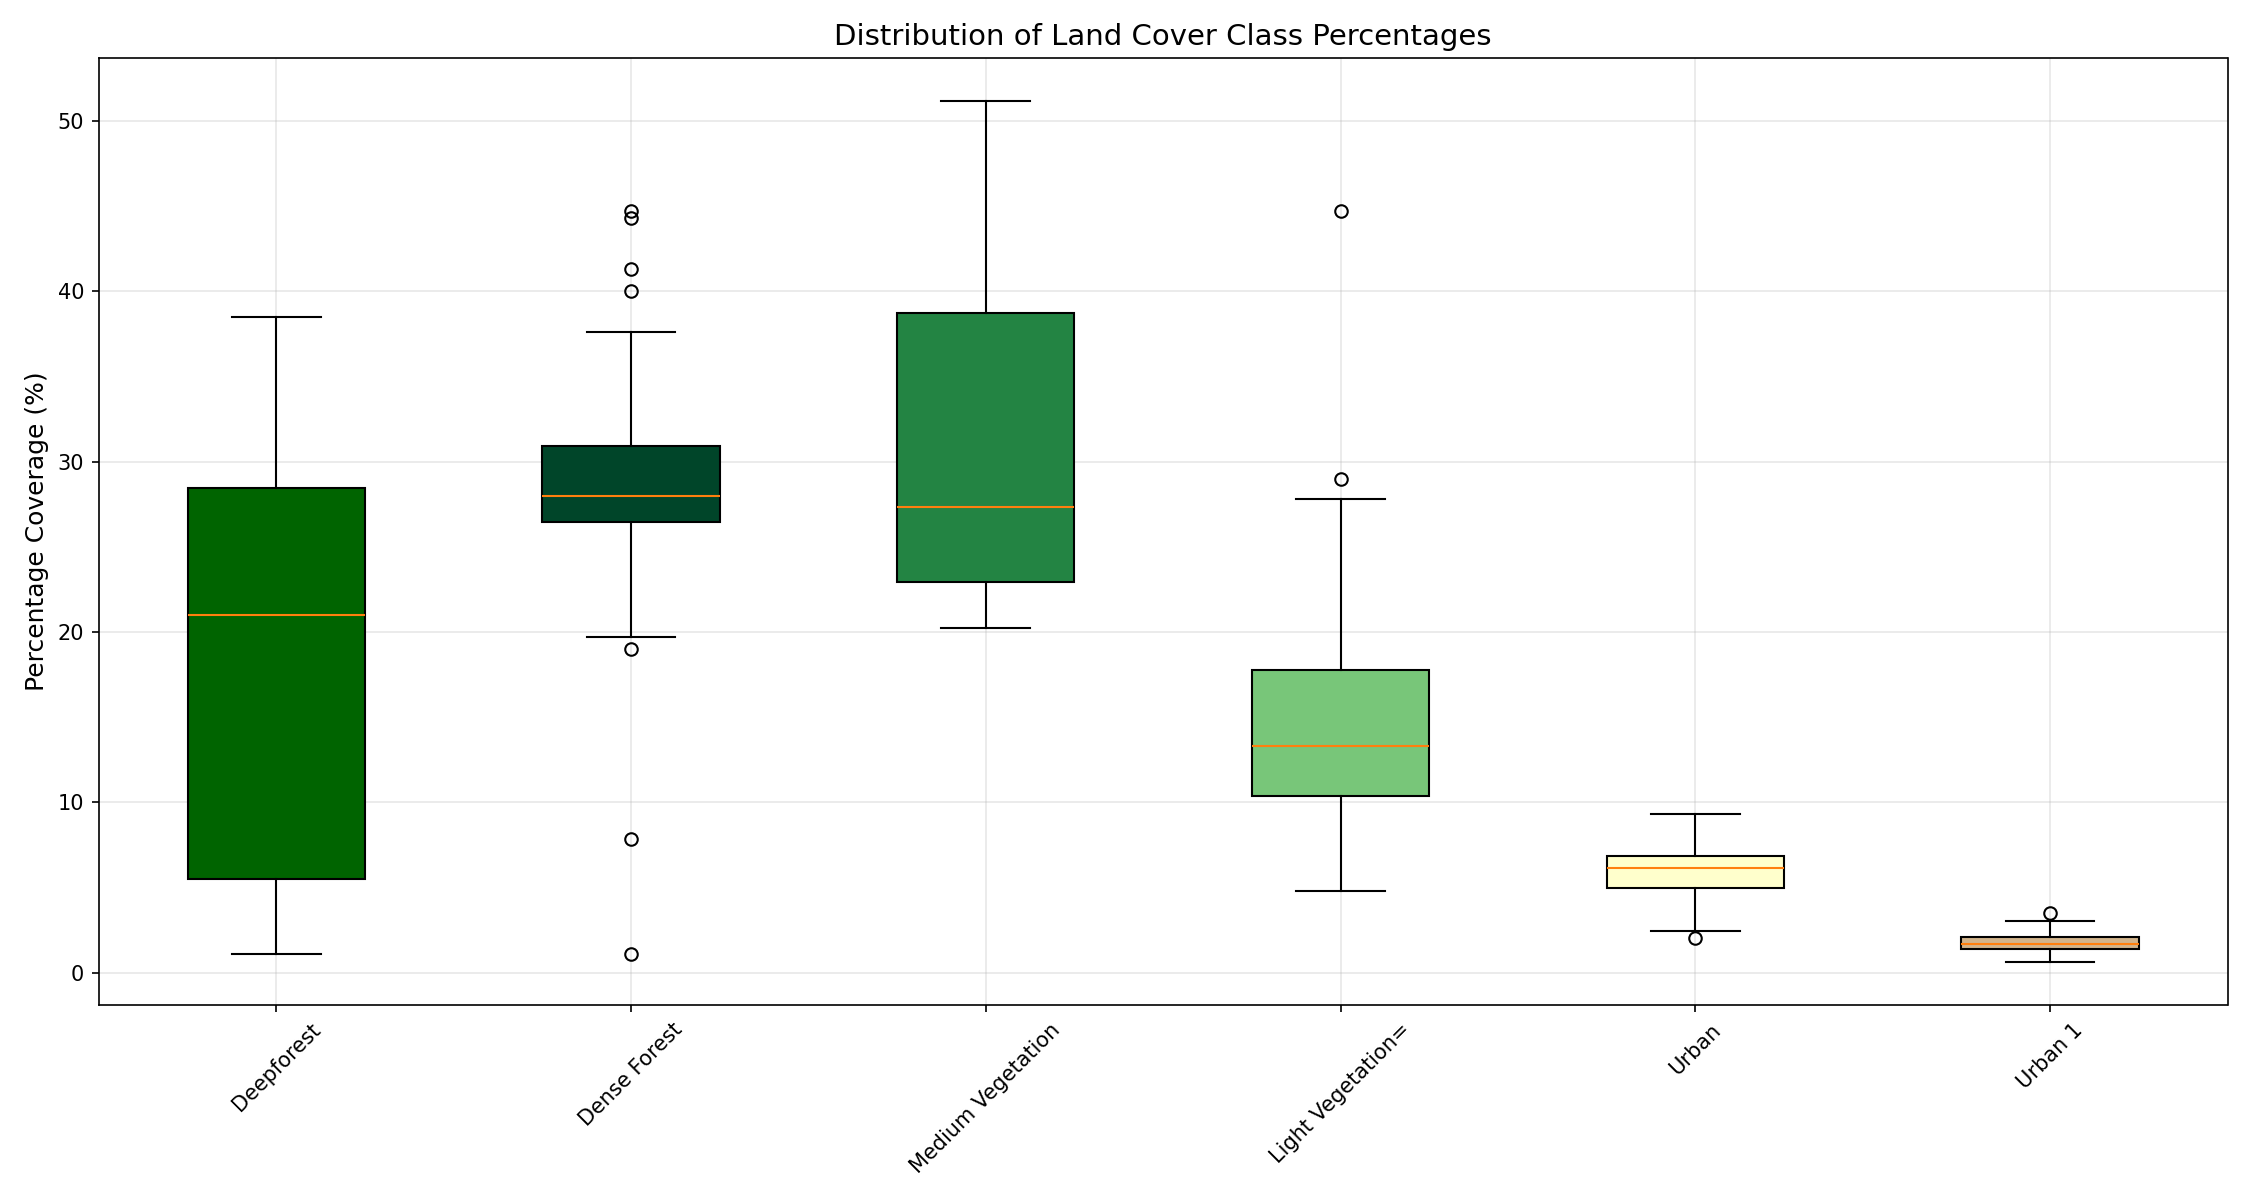 Distribution of Land Cover Class Percentages
Percentage Coverage (%)
50
40
30
20
10
0
Deepforest
Dense Forest
Medium Vegetation
Light Vegetation=
Urban
Urban 1